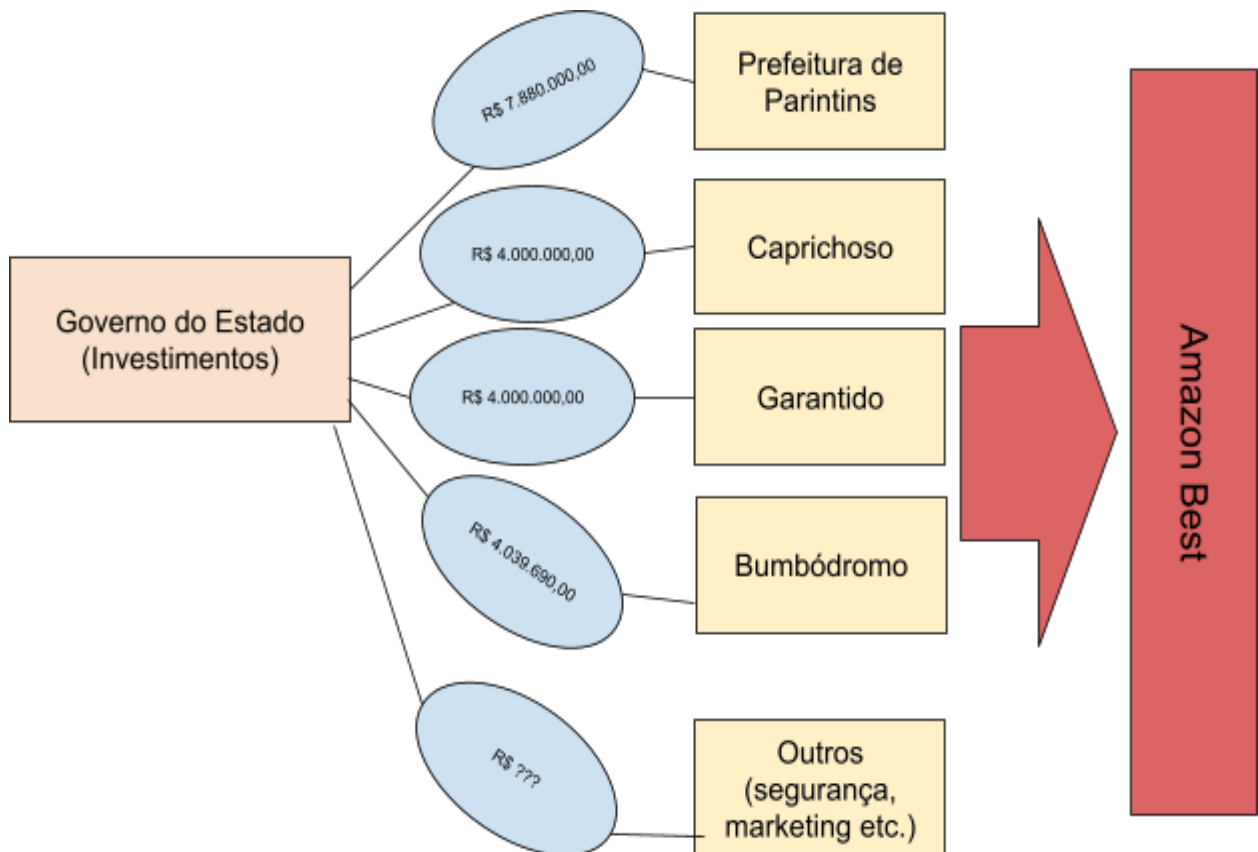 Governo do Estado
(Investimentos)
R$ 7.880.000,00
Prefeitura de
Parintins
R$ 4.000.000,00
Caprichoso
R$ 4.000.000,00
Garantido
R$ 4.039.690,00
Bumbódromo
R$ ???
Outros
(segurança,
marketing etc.)
Amazon Best